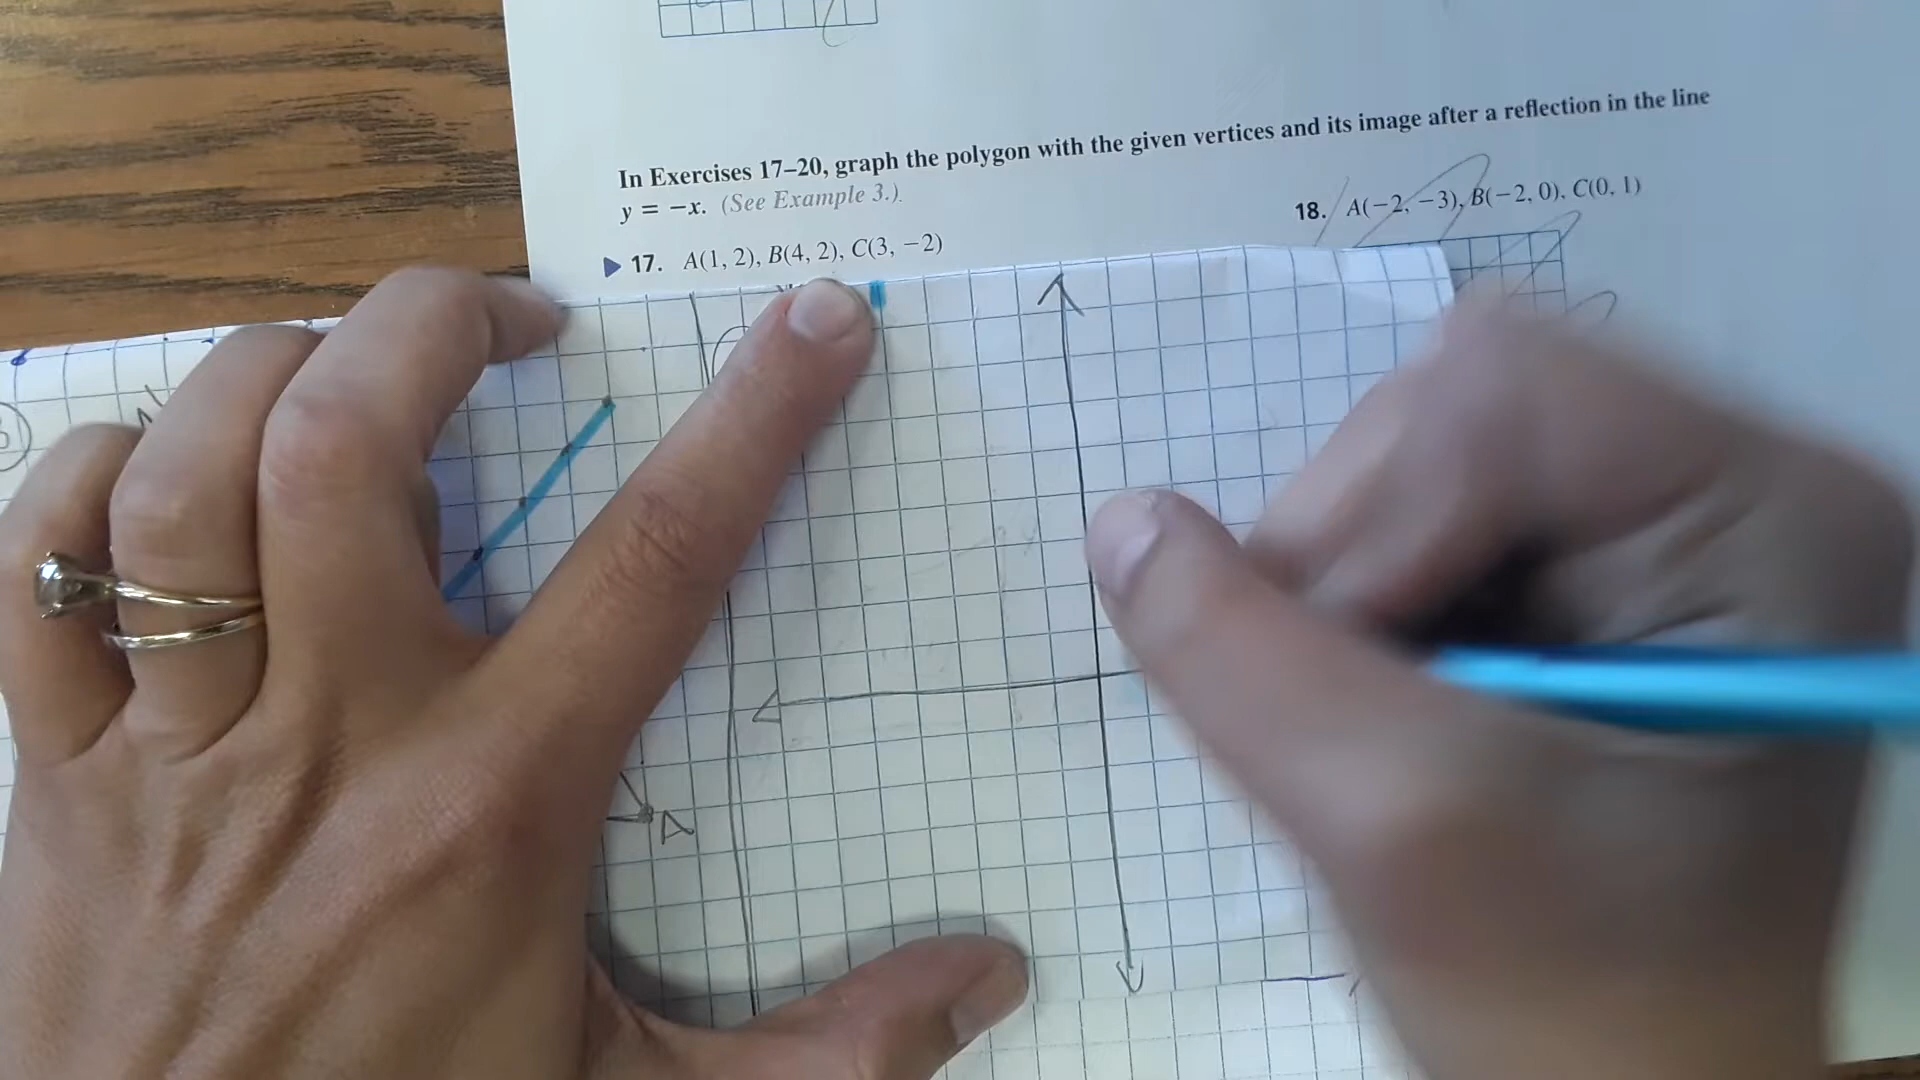 In Exercises 17–20, graph the polygon with the given vertices and its image after a reflection in the line
y = −x. (See Example 3.)
17. A(1, 2), B(4, 2), C(3, −2)
18. A(−2, −3), B(−2, 0), C(0, 1)
A